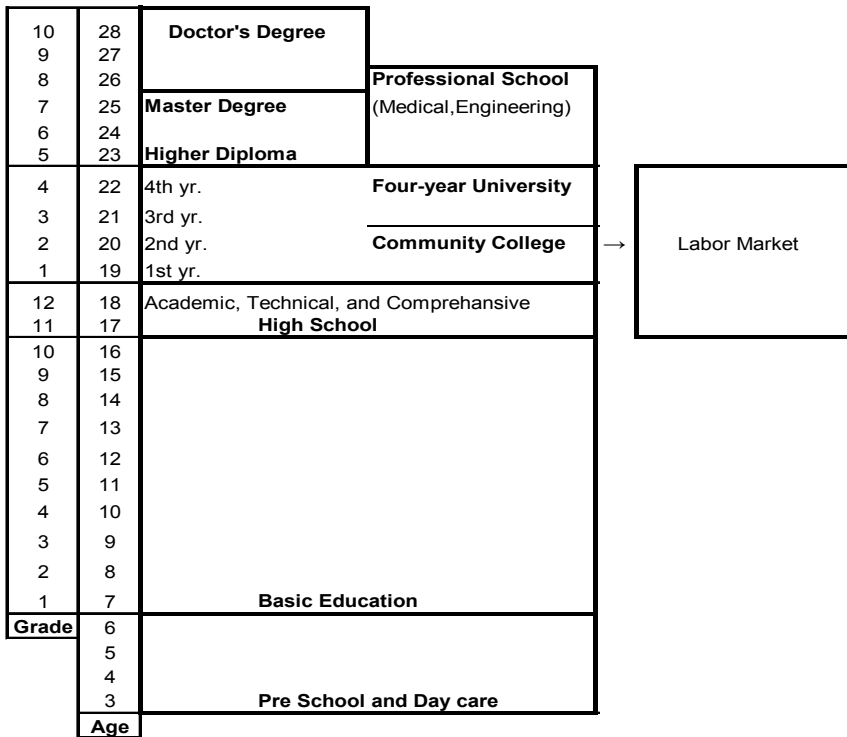 10 28 Doctor's Degree
9 27
8 26 Professional School
7 25 Master Degree (Medical,Engineering)
6 24
5 23 Higher Diploma
4 22 4th yr. Four-year University
3 21 3rd yr.
2 20 2nd yr. Community College → Labor Market
1 19 1st yr.
12 18 Academic, Technical, and Comprehansive
11 17 High School
10 16
9 15
8 14
7 13
6 12
5 11
4 10
3 9
2 8
1 7 Basic Education
Grade 6
5
4
3 Pre School and Day care
Age